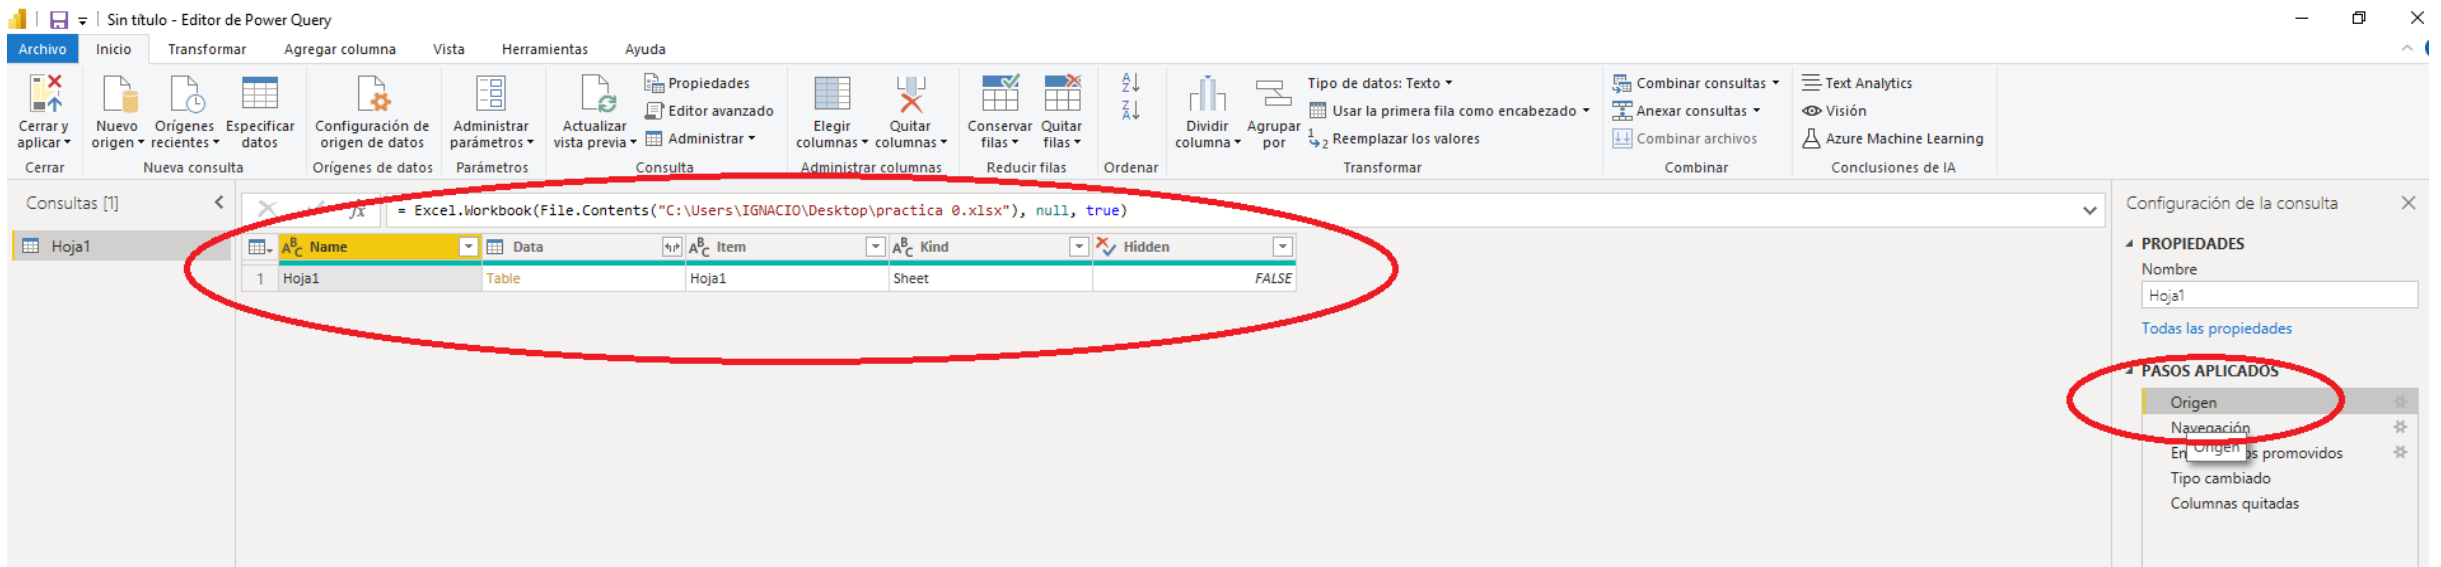 Sin título - Editor de Power Query
Archivo Inicio Transformar Agregar columna Vista Herramientas Ayuda
Cerrar y aplicar
Nuevo origen
Orígenes recientes
Especificar datos
Configuración de origen de datos
Administrar parámetros
Actualizar vista previa
Propiedades
Editor avanzado
Administrar
Elegir columnas
Quitar columnas
Conservar filas
Quitar filas
Dividir columna
Agrupar por
Tipo de datos: Texto
Usar la primera fila como encabezado
Reemplazar los valores
Combinar consultas
Anexar consultas
Combinar archivos
Text Analytics
Visión
Azure Machine Learning
Cerrar Nueva consulta Orígenes de datos Parámetros Consulta Administrar columnas Reducir filas Ordenar Transformar Combinar Conclusiones de IA
Consultas [1]
Hoja1
fx = Excel.Workbook(File.Contents("C:\Users\IGNACIO\Desktop\practica 0.xlsx"), null, true)
Name Data Item Kind Hidden
1 Hoja1 Table Hoja1 Sheet FALSE
Configuración de la consulta
PROPIEDADES
Nombre
Hoja1
Todas las propiedades
PASOS APLICADOS
Origen
Navegación
Origen
os promovidos
Tipo cambiado
Columnas quitadas